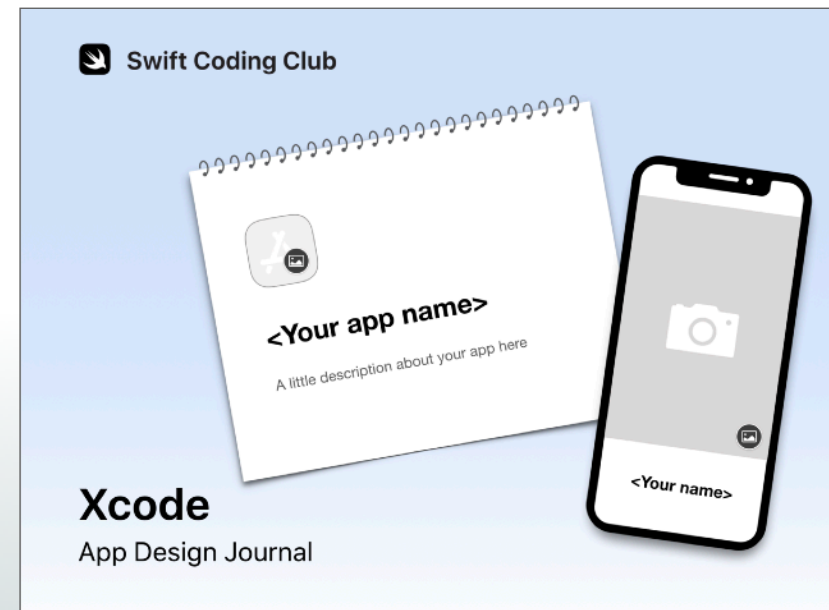 Swift Coding Club
<Your app name>
A little description about your app here
<Your name>
Xcode
App Design Journal